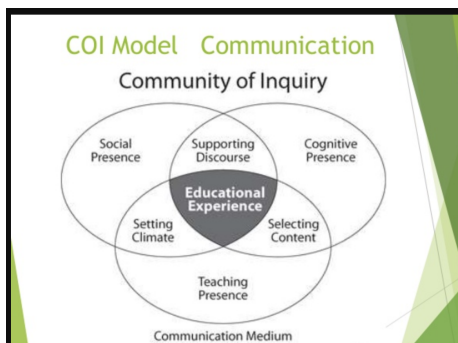 COI Model Communication
Community of Inquiry
Social
Presence
Supporting
Discourse
Cognitive
Presence
Educational
Experience
Setting
Climate
Selecting
Content
Teaching
Presence
Communication Medium